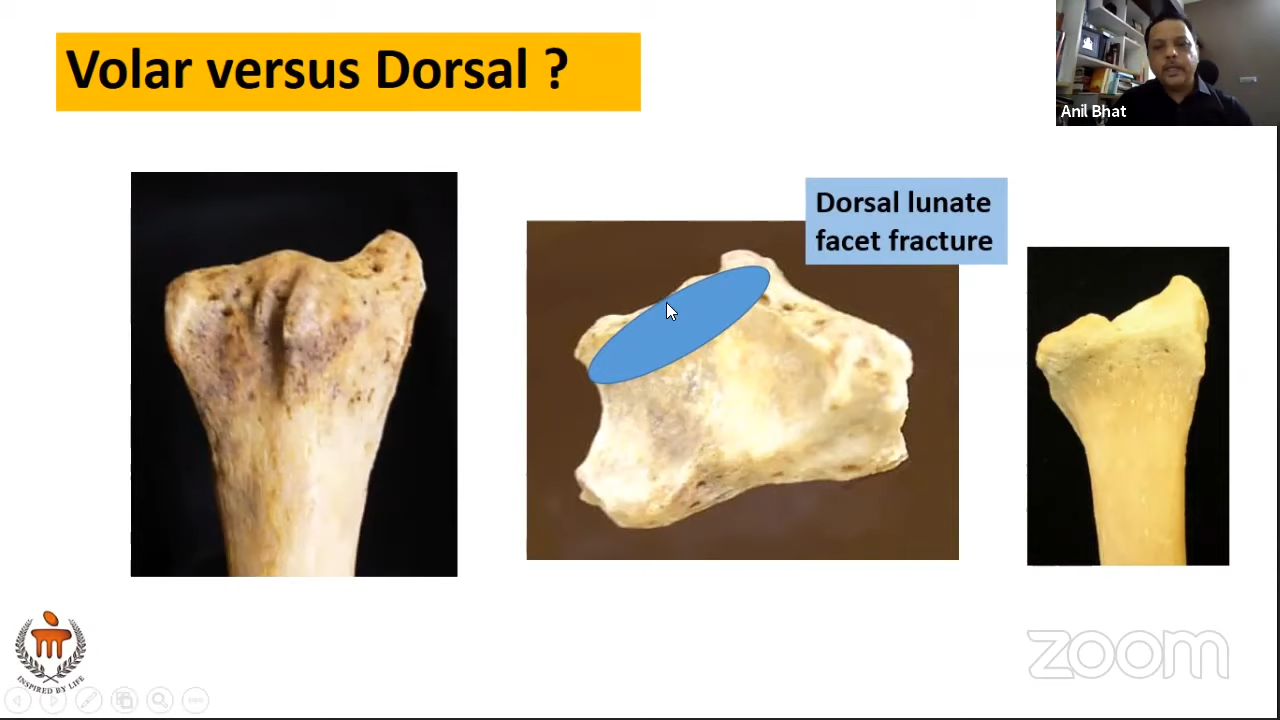 Volar versus Dorsal ?
Anil Bhat
Dorsal lunate
facet fracture
INSPIRED BY LIFE
zoom